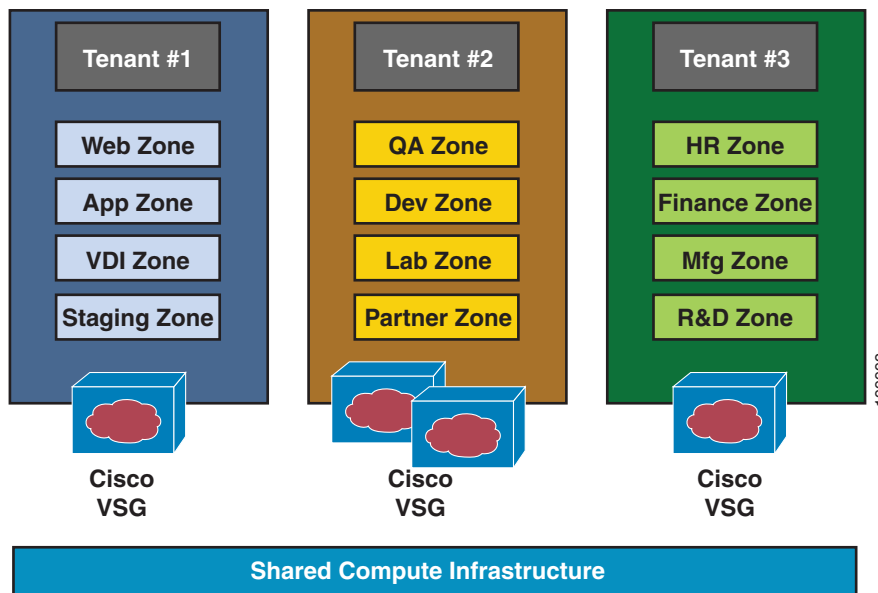 Tenant #1
Web Zone
App Zone
VDI Zone
Staging Zone
Cisco
VSG
Tenant #2
QA Zone
Dev Zone
Lab Zone
Partner Zone
Cisco
VSG
Tenant #3
HR Zone
Finance Zone
Mfg Zone
R&D Zone
Cisco
VSG
Shared Compute Infrastructure